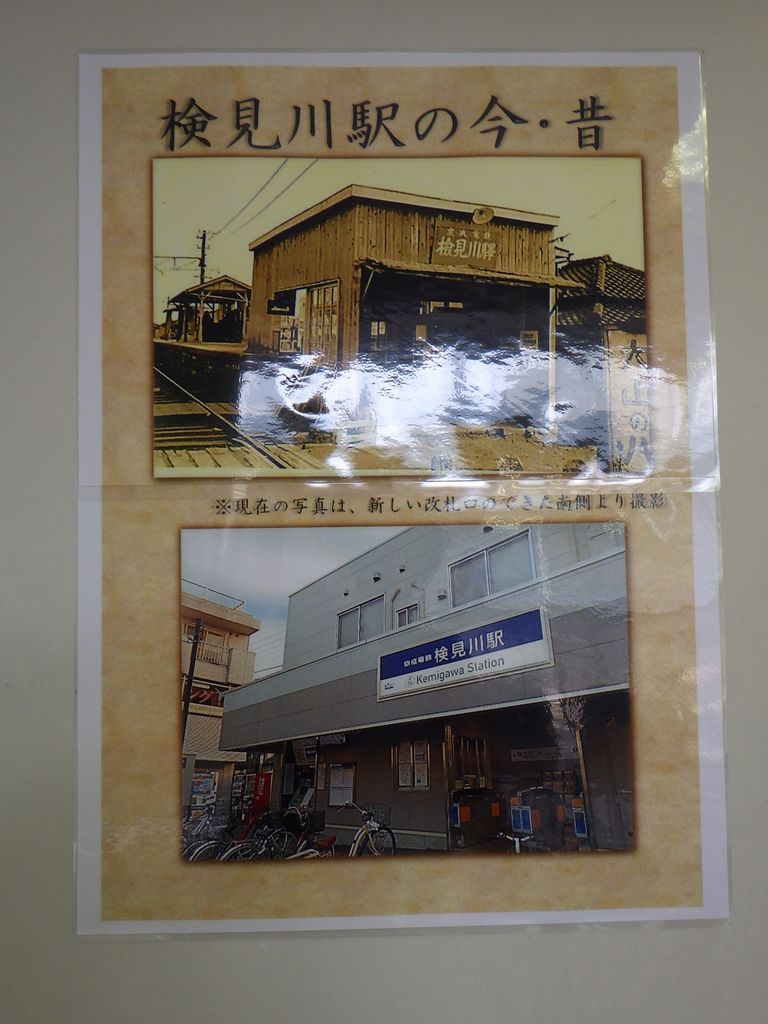 検見川駅の今・昔
京成電鉄
検見川驛
※現在の写真は、新しい改札口のできた南側より撮影
京成電鉄 検見川駅
Kemigawa Station